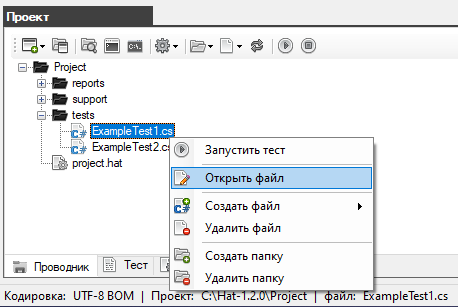 Проект
Project
reports
support
tests
ExampleTest1.cs
ExampleTest2.cs
project.hat
Запустить тест
Открыть файл
Создать файл
Удалить файл
Создать папку
Удалить папку
Проводник
Тест
Кодировка: UTF-8 BOM | Проект: C:\Hat-1.2.0\Project | файл: ExampleTest1.cs